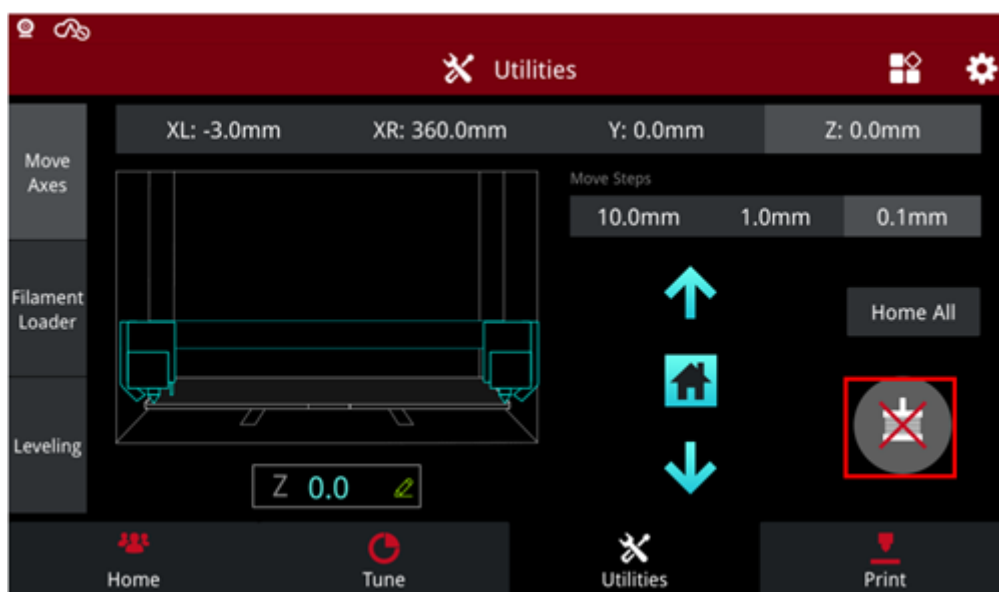 Utilities
XL: -3.0mm XR: 360.0mm Y: 0.0mm Z: 0.0mm
Move
Axes
Move Steps
10.0mm 1.0mm 0.1mm
Filament
Loader
Home All
Leveling
Z 0.0
Home Tune Utilities Print